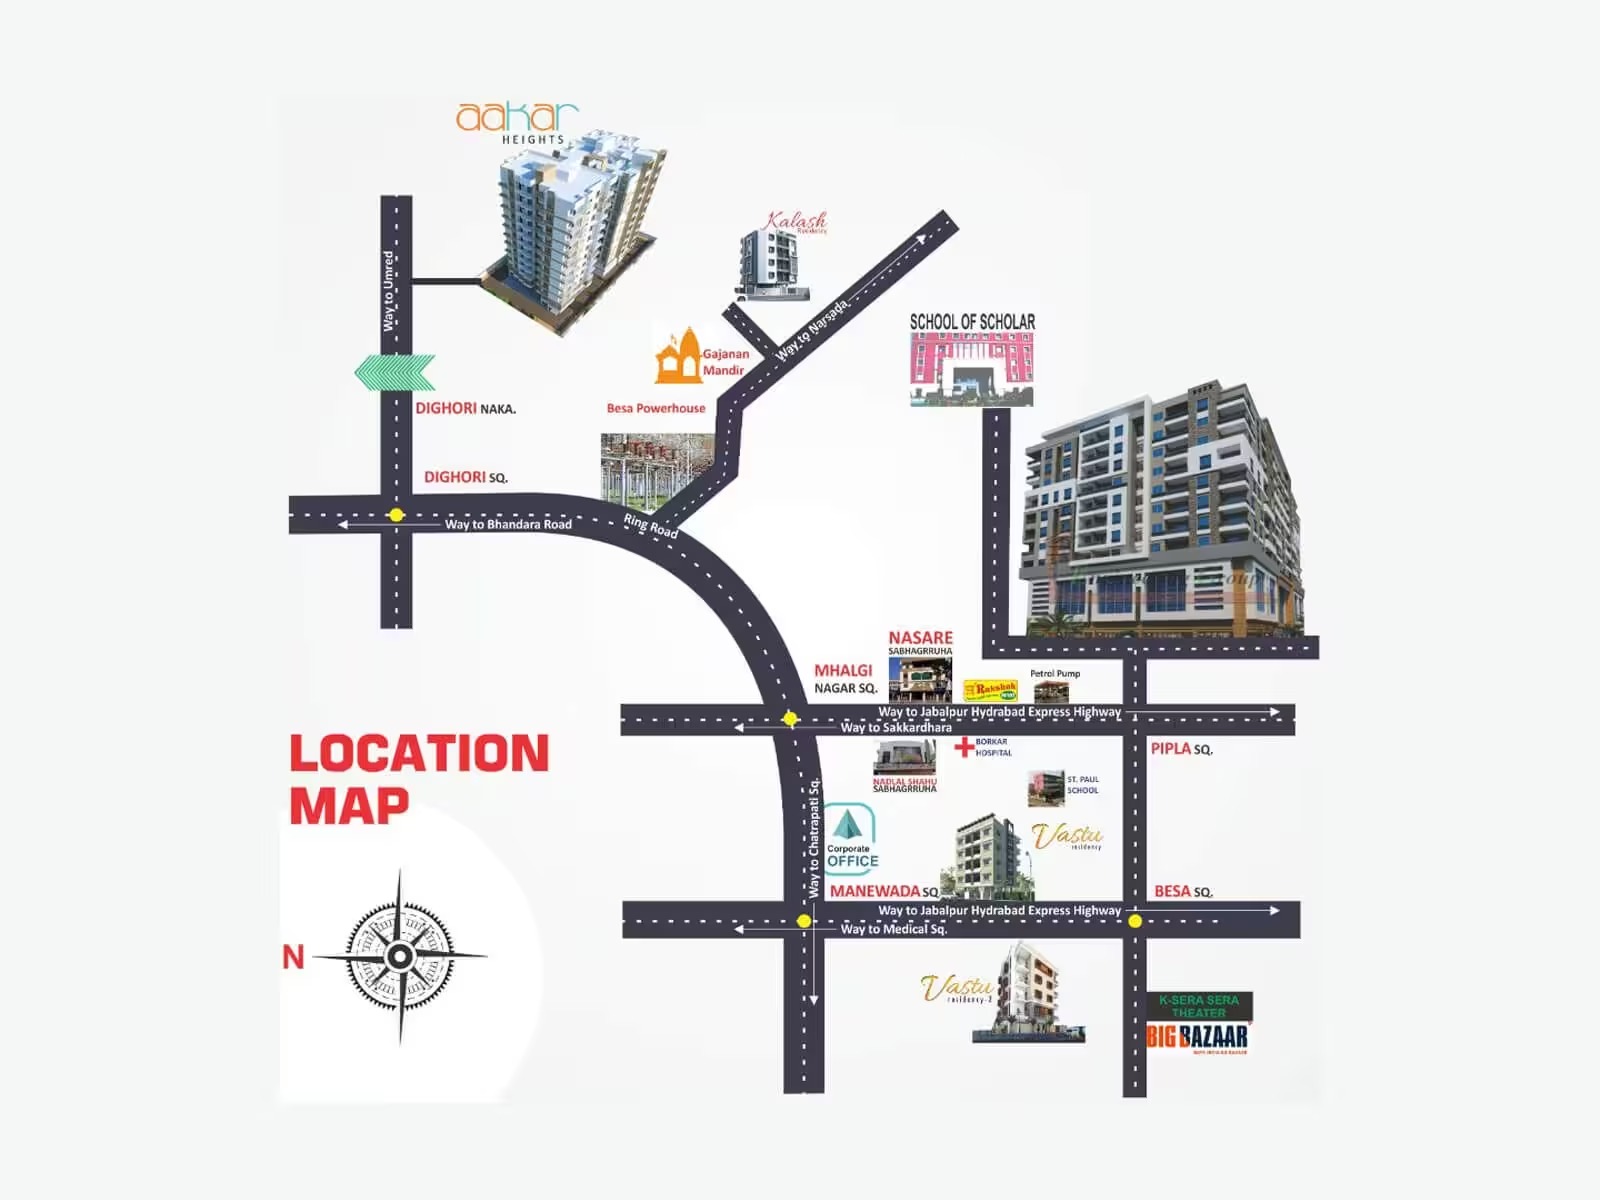 aakar
HEIGHTS
Kalash
Residency
Way to Umred
Way to Narsada
SCHOOL OF SCHOLAR
Gajanan
Mandir
DIGHORI NAKA.
Besa Powerhouse
DIGHORI SQ.
Way to Bhandara Road
Ring Road
NASARE
SABHAGRRUHA
MHALGI
NAGAR SQ.
Rakshak
Petrol Pump
Way to Jabalpur Hydrabad Express Highway
Way to Sakkardhara
LOCATION
MAP
BORKAR
HOSPITAL
PIPLA SQ.
NADLAL SHAHU
SABHAGRRUHA
ST. PAUL
SCHOOL
Way to Chatrapati Sq.
Corporate
OFFICE
Vastu
residency
MANEWADA SQ.
BESA SQ.
Way to Jabalpur Hydrabad Express Highway
Way to Medical Sq.
N
Vastu
residency-2
K-SERA SERA
THEATER
BIG BAZAAR